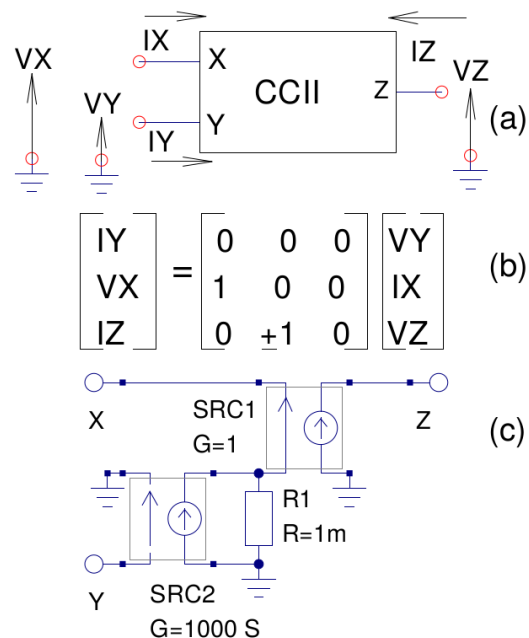 IX
IZ
VX
X
VZ
VY
CCII
Z
Y
IY
(a)
IY 0 0 0 VY
VX = 1 0 0 IX (b)
IZ 0 ±1 0 VZ
X
SRC1
G=1
Z
(c)
R1
R=1m
Y
SRC2
G=1000 S